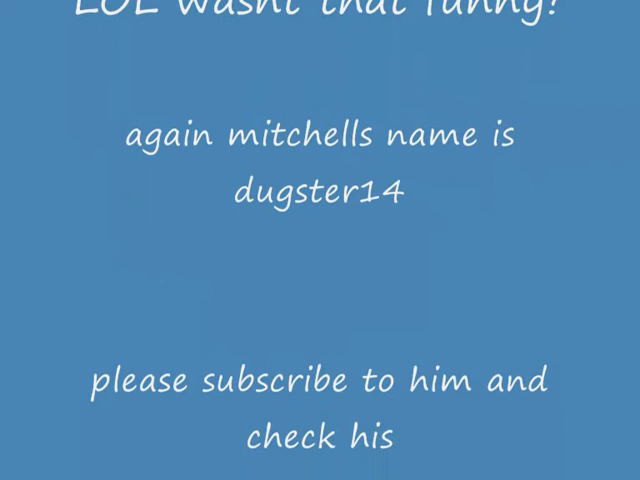 LOL wasnt that funny?
again mitchells name is
dugster14
please subscribe to him and
check his